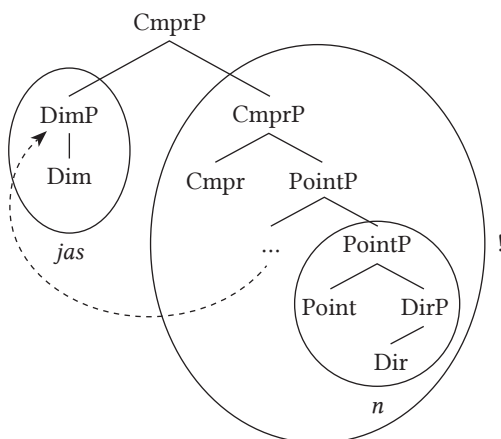 CmprP
DimP CmprP
Dim Cmpr PointP
jas ... PointP !
Point DirP
Dir
n